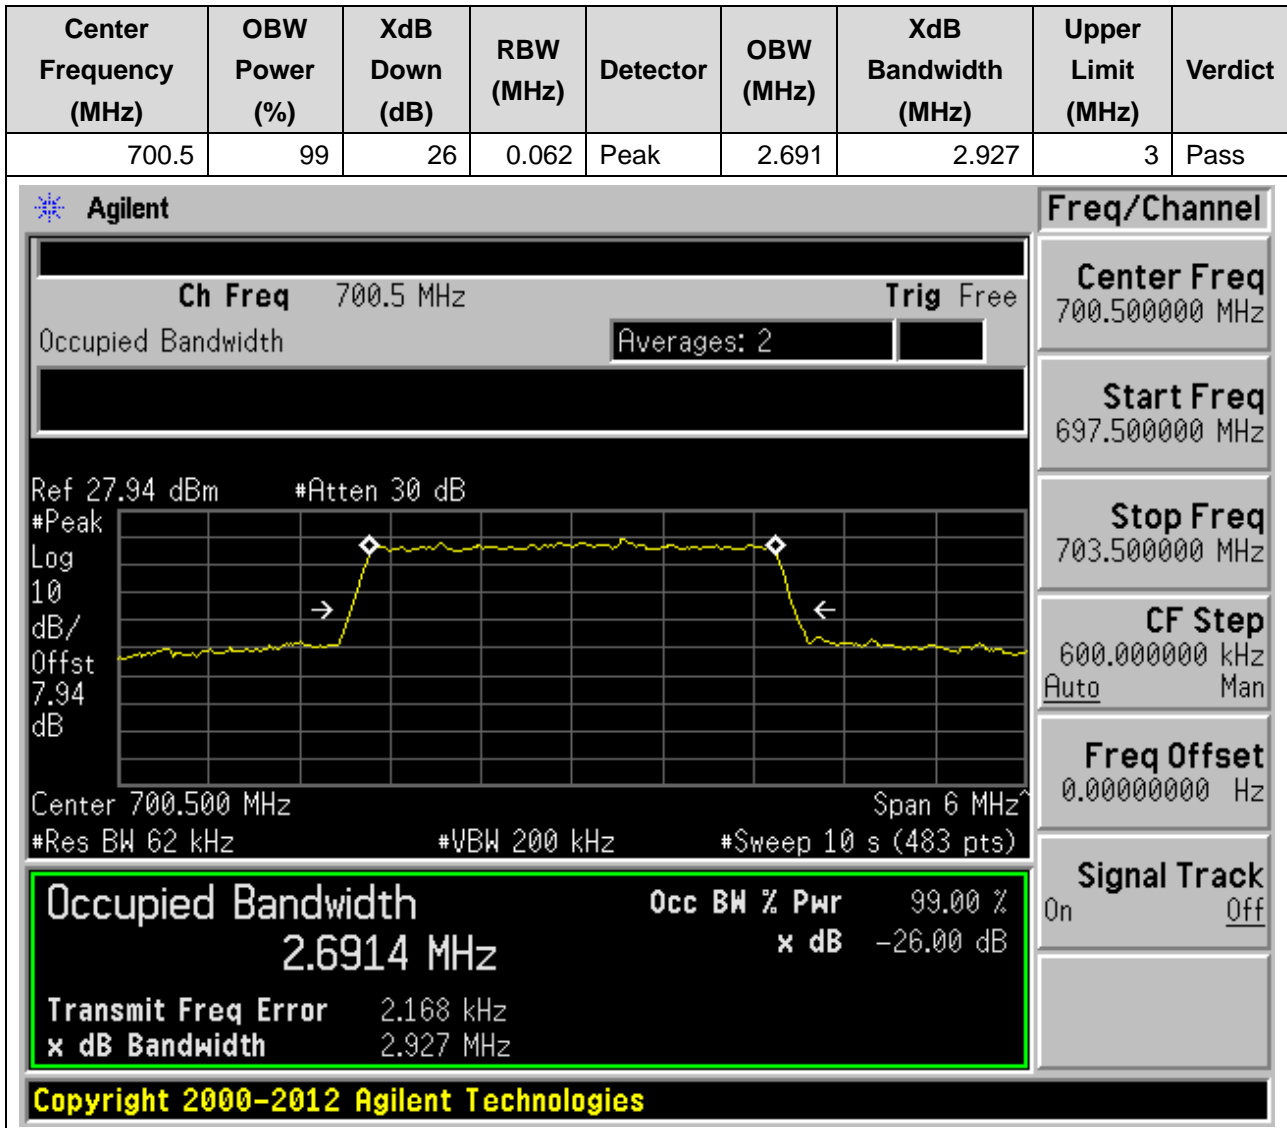 Center Frequency (MHz) OBW Power (%) XdB Down (dB) RBW (MHz) Detector OBW (MHz) XdB Bandwidth (MHz) Upper Limit (MHz) Verdict
700.5 99 26 0.062 Peak 2.691 2.927 3 Pass
Agilent
Freq/Channel
Ch Freq 700.5 MHz Trig Free
Occupied Bandwidth Averages: 2
Ref 27.94 dBm #Atten 30 dB
#Peak
Log
10
dB/
Offst
7.94
dB
Center 700.500 MHz Span 6 MHz^
#Res BW 62 kHz #VBW 200 kHz #Sweep 10 s (483 pts)
Occupied Bandwidth Occ BW % Pwr 99.00 %
2.6914 MHz x dB -26.00 dB
Transmit Freq Error 2.168 kHz
x dB Bandwidth 2.927 MHz
Center Freq
700.500000 MHz
Start Freq
697.500000 MHz
Stop Freq
703.500000 MHz
CF Step
600.000000 kHz
Auto Man
Freq Offset
0.00000000 Hz
Signal Track
On Off
Copyright 2000-2012 Agilent Technologies